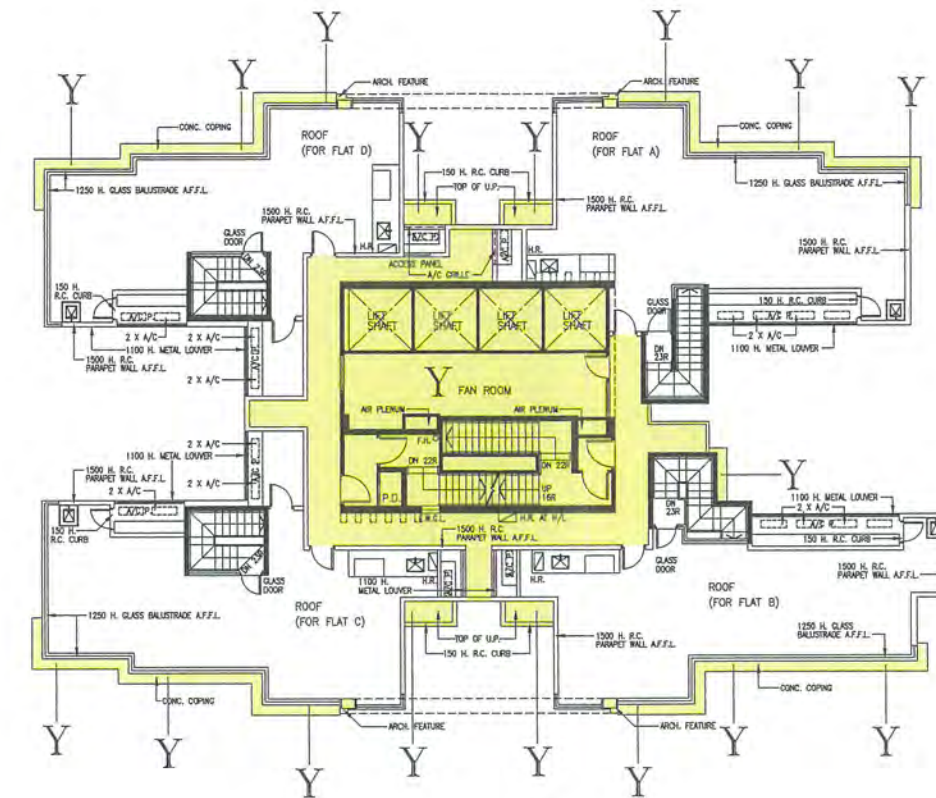 Y
Y
Y
Y
Y
Y
ARCH. FEATURE
ARCH. FEATURE
CONC. COPING
CONC. COPING
ROOF
(FOR FLAT D)
Y
Y
ROOF
(FOR FLAT A)
150 H. R.C. CURB
TOP OF U.P.
1250 H. GLASS BALUSTRADE A.F.F.L.
1250 H. GLASS BALUSTRADE A.F.F.L.
1500 H. R.C.
PARAPET WALL A.F.F.L.
1500 H. R.C.
PARAPET WALL A.F.F.L.
1500 H. R.C.
PARAPET WALL A.F.F.L.
GLASS
DOOR
DN 23R
H.R.
H.R.
ACCESS PANEL
A/C GRILLE
150 H.
R.C. CURB
A/C P.
2 X A/C
2 X A/C
1100 H. METAL LOUVER
1500 H. R.C.
PARAPET WALL A.F.F.L.
2 X A/C
A/C P.
LIFT
SHAFT
LIFT
SHAFT
LIFT
SHAFT
LIFT
SHAFT
GLASS
DOOR
DN
23R
150 H. R.C. CURB
A/C P.
2 X A/C
1100 H. METAL LOUVER
Y
FAN ROOM
AIR PLENUM
AIR PLENUM
F.H.
DN 22R
DN 22R
UP
16R
P.D.
H.R. AT H/L
2 X A/C
1100 H. METAL LOUVER
1500 H. R.C.
PARAPET WALL A.F.F.L.
2 X A/C
2 X A/C
A/C P.
A/C P.
150 H.
R.C. CURB
DN 23R
GLASS
DOOR
Y
DN
23R
1100 H. METAL LOUVER
2 X A/C
A/C P.
150 H. R.C. CURB
GLASS
DOOR
1500 H. R.C.
PARAPET WALL A.F.F.L.
1500 H. R.C.
PARAPET WALL A.F.F.L.
H.R.
H.R.
1100 H.
METAL LOUVER
ROOF
(FOR FLAT C)
ROOF
(FOR FLAT B)
1250 H. GLASS BALUSTRADE A.F.F.L.
1250 H. GLASS
BALUSTRADE A.F.F.L.
TOP OF U.P.
150 H. R.C. CURB
1500 H. R.C.
PARAPET WALL A.F.F.L.
CONC. COPING
CONC. COPING
ARCH. FEATURE
ARCH. FEATURE
Y
Y
Y
Y
Y
Y
Y
Y